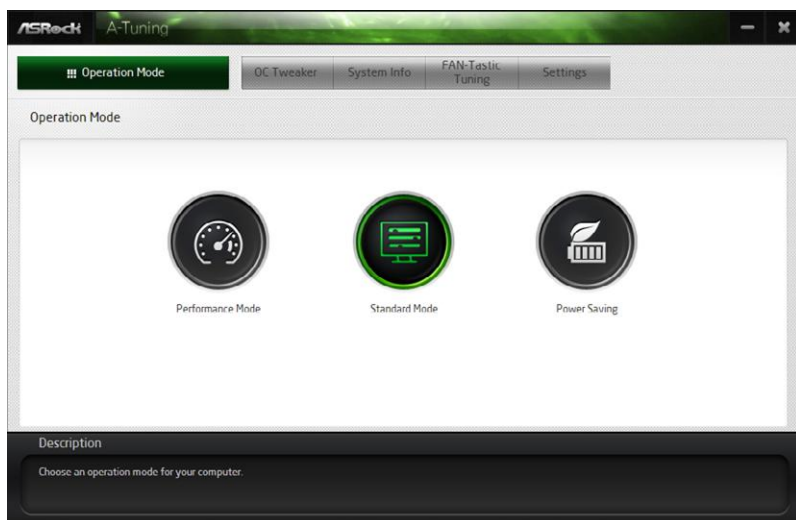 ASRock A-Tuning
Operation Mode OC Tweaker System Info FAN-Tastic Tuning Settings
Operation Mode
Performance Mode Standard Mode Power Saving
Description
Choose an operation mode for your computer.